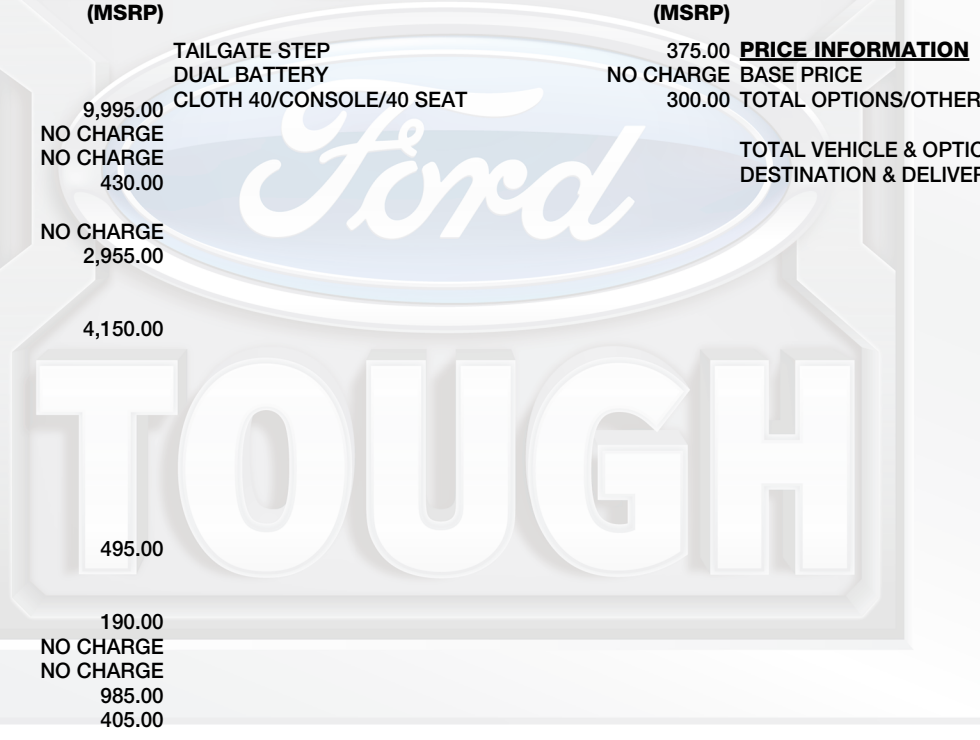 (MSRP) (MSRP)
TAILGATE STEP 375.00 PRICE INFORMATION
DUAL BATTERY NO CHARGE BASE PRICE
9,995.00 CLOTH 40/CONSOLE/40 SEAT 300.00 TOTAL OPTIONS/OTHER
NO CHARGE
NO CHARGE TOTAL VEHICLE & OPTIO
430.00 DESTINATION & DELIVER
NO CHARGE
2,955.00
4,150.00
495.00
190.00
NO CHARGE
NO CHARGE
985.00
405.00
Ford
TOUGH